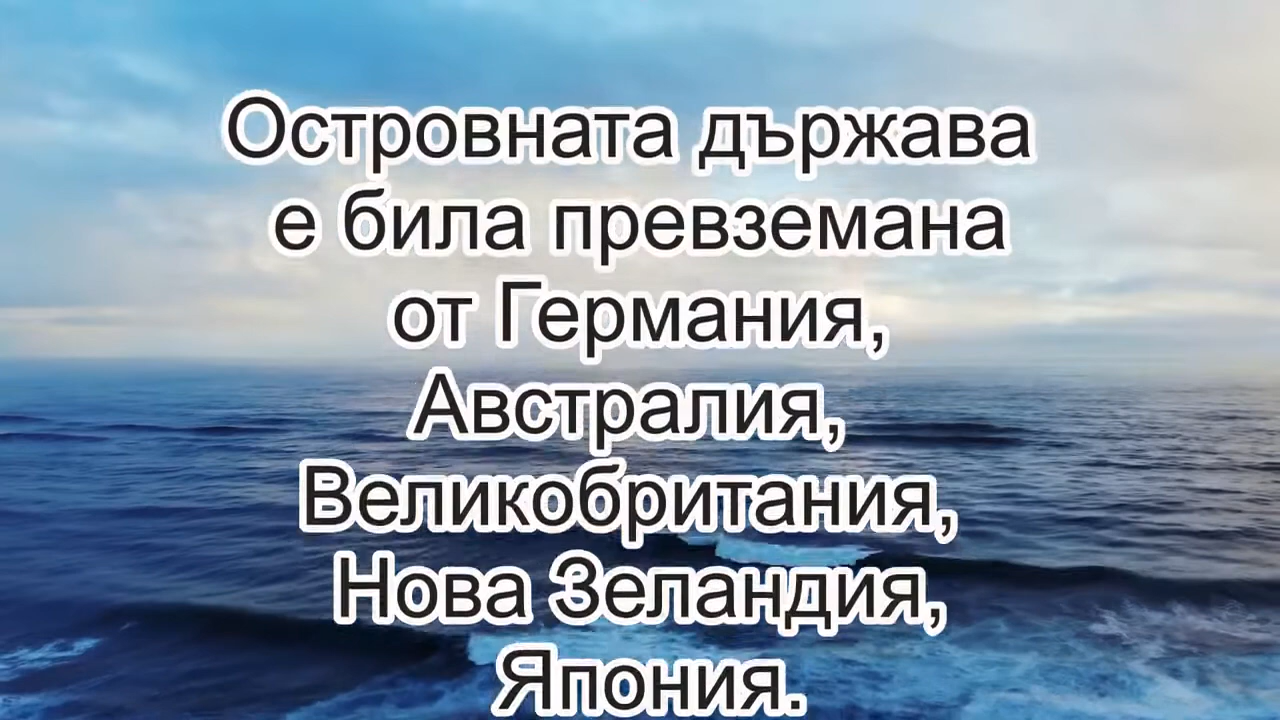 Островната държава
е била превземана
от Германия,
Австралия,
Великобритания,
Нова Зеландия,
Япония.